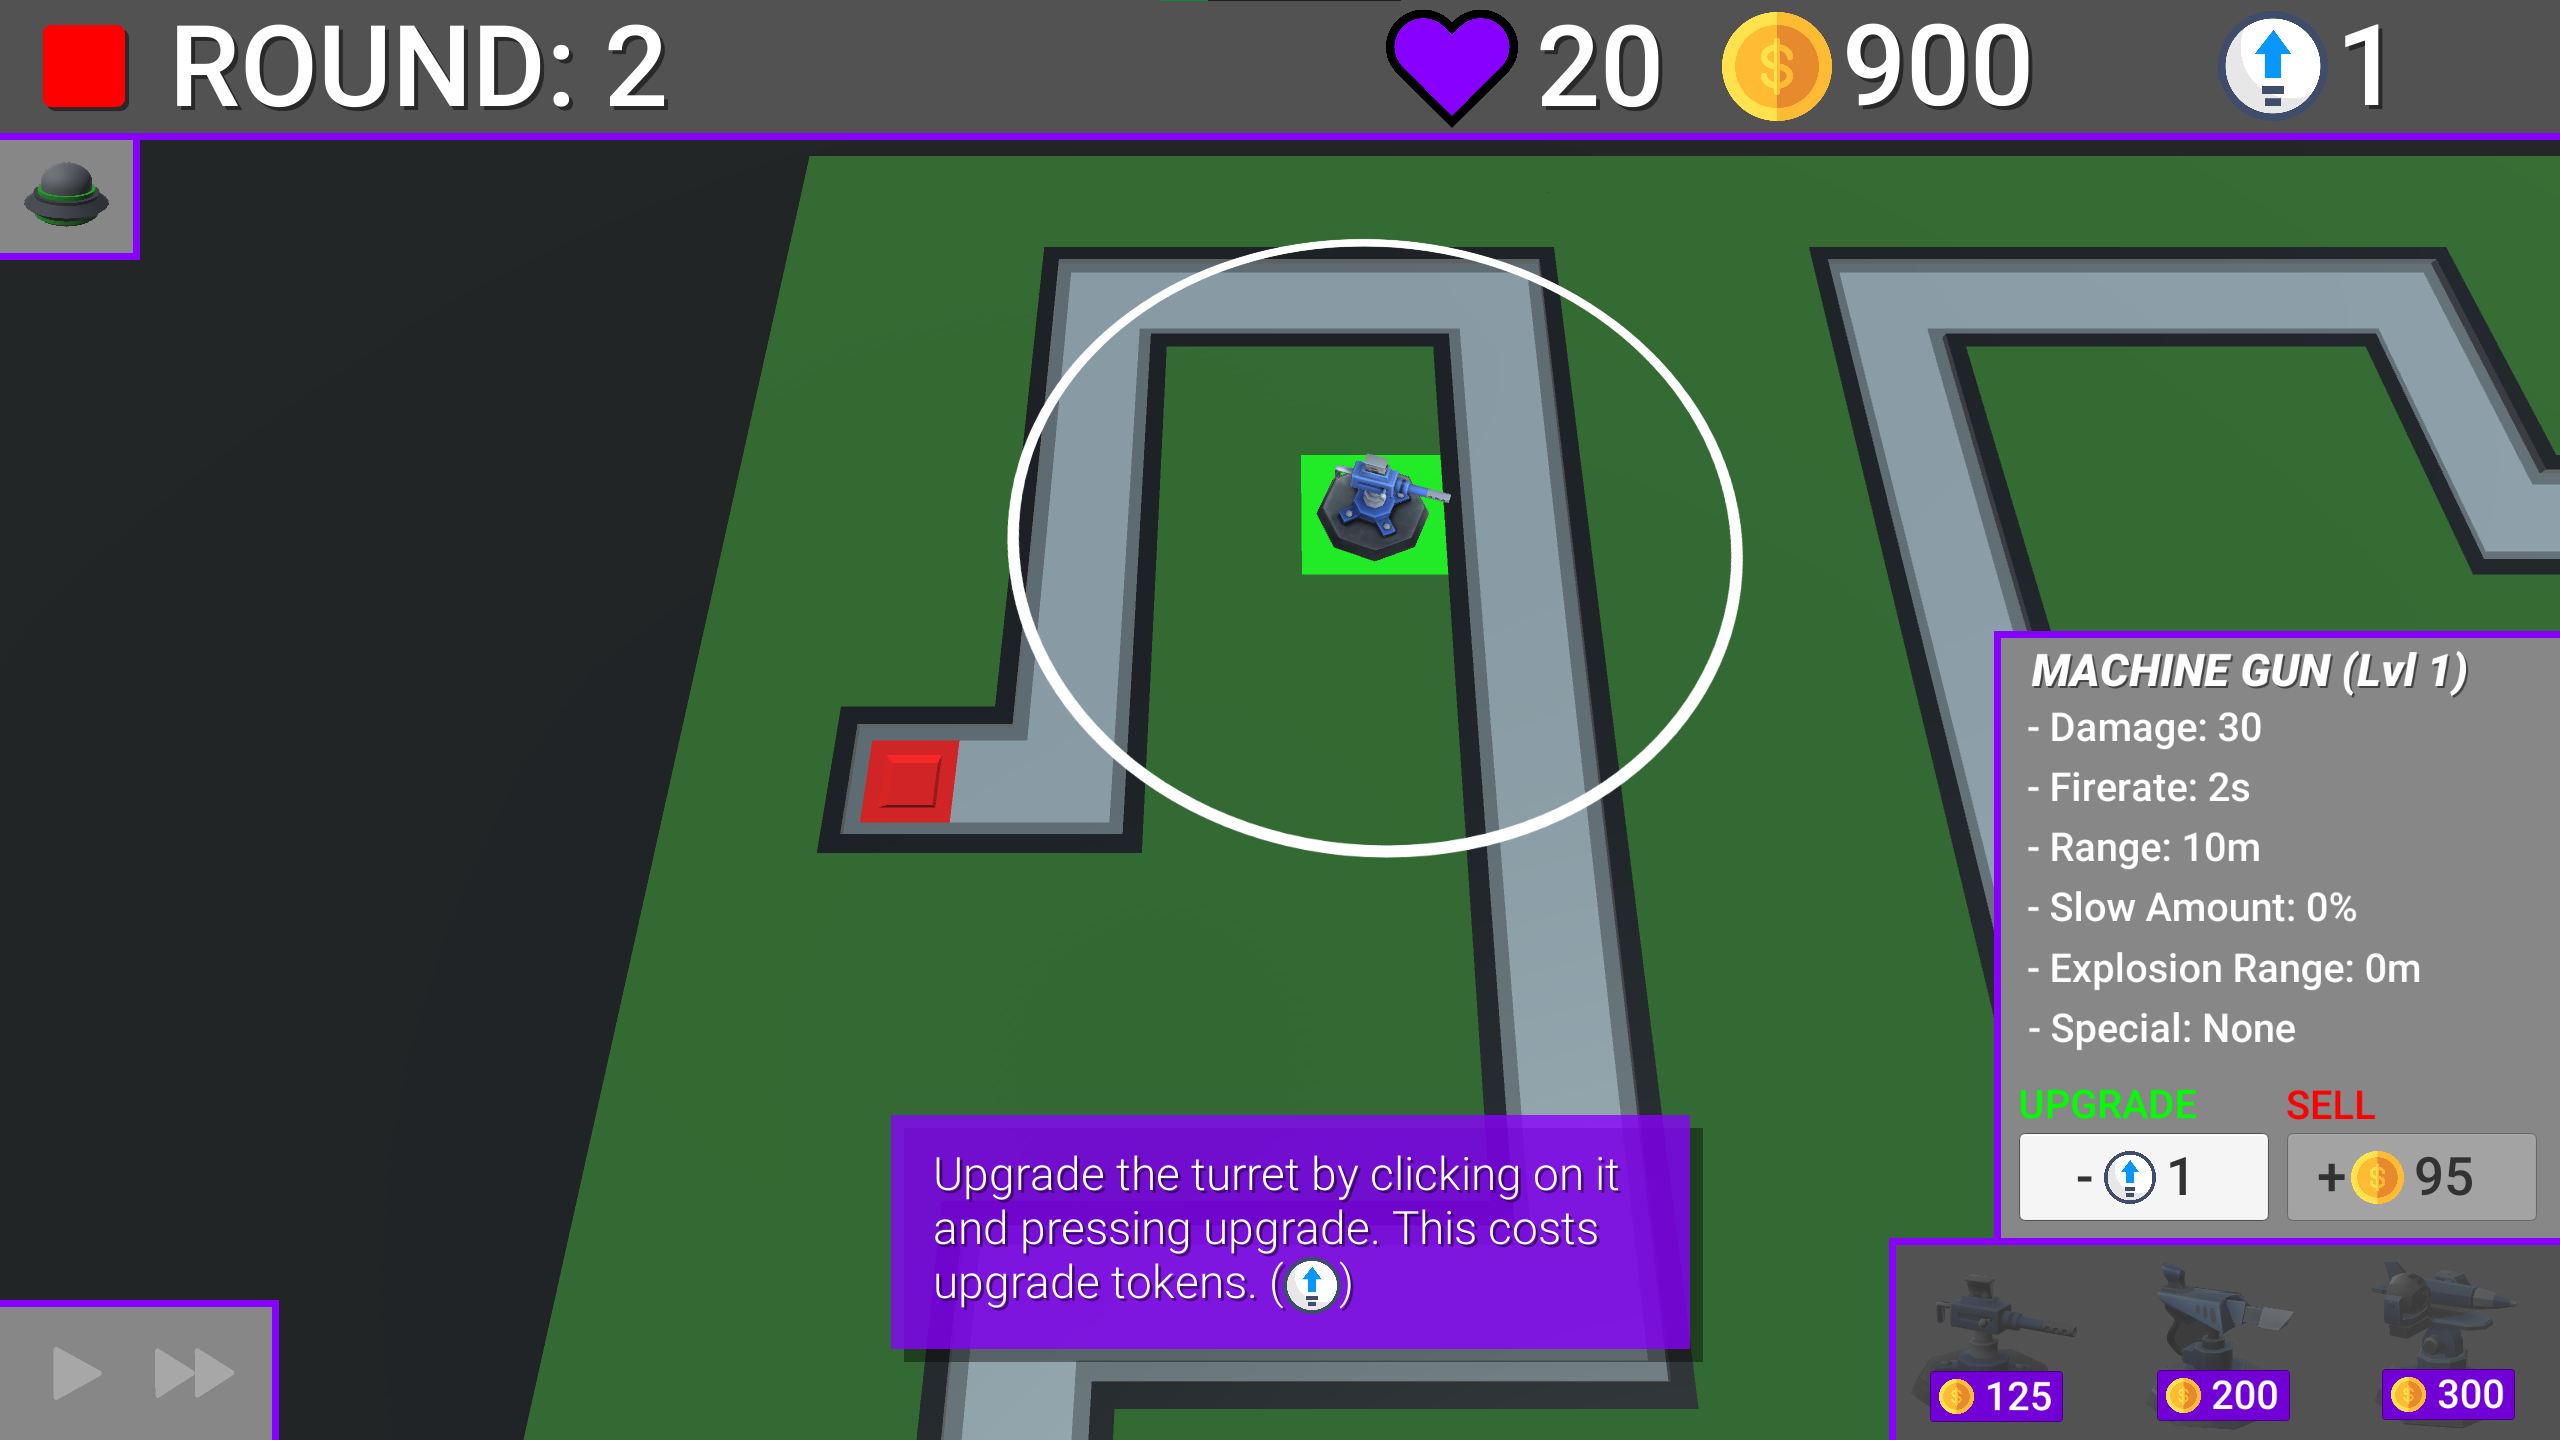 ROUND: 2
20
900
1
MACHINE GUN (Lvl 1)
- Damage: 30
- Firerate: 2s
- Range: 10m
- Slow Amount: 0%
- Explosion Range: 0m
- Special: None
UPGRADE
SELL
- 1
+ 95
Upgrade the turret by clicking on it
and pressing upgrade. This costs
upgrade tokens. ( )
125
200
300